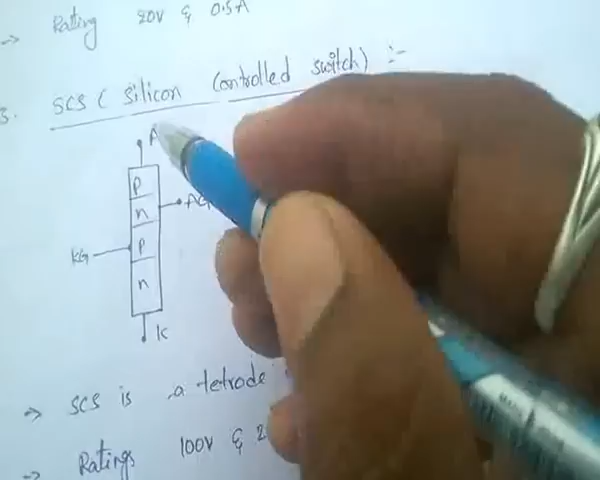 → Rating 20V & 0.5A
3. SCS ( Silicon Controlled switch) :-
A
P
n
AG
KG
P
n
K
⇒ SCS is a tetrode
⇒ Ratings 100V & 2